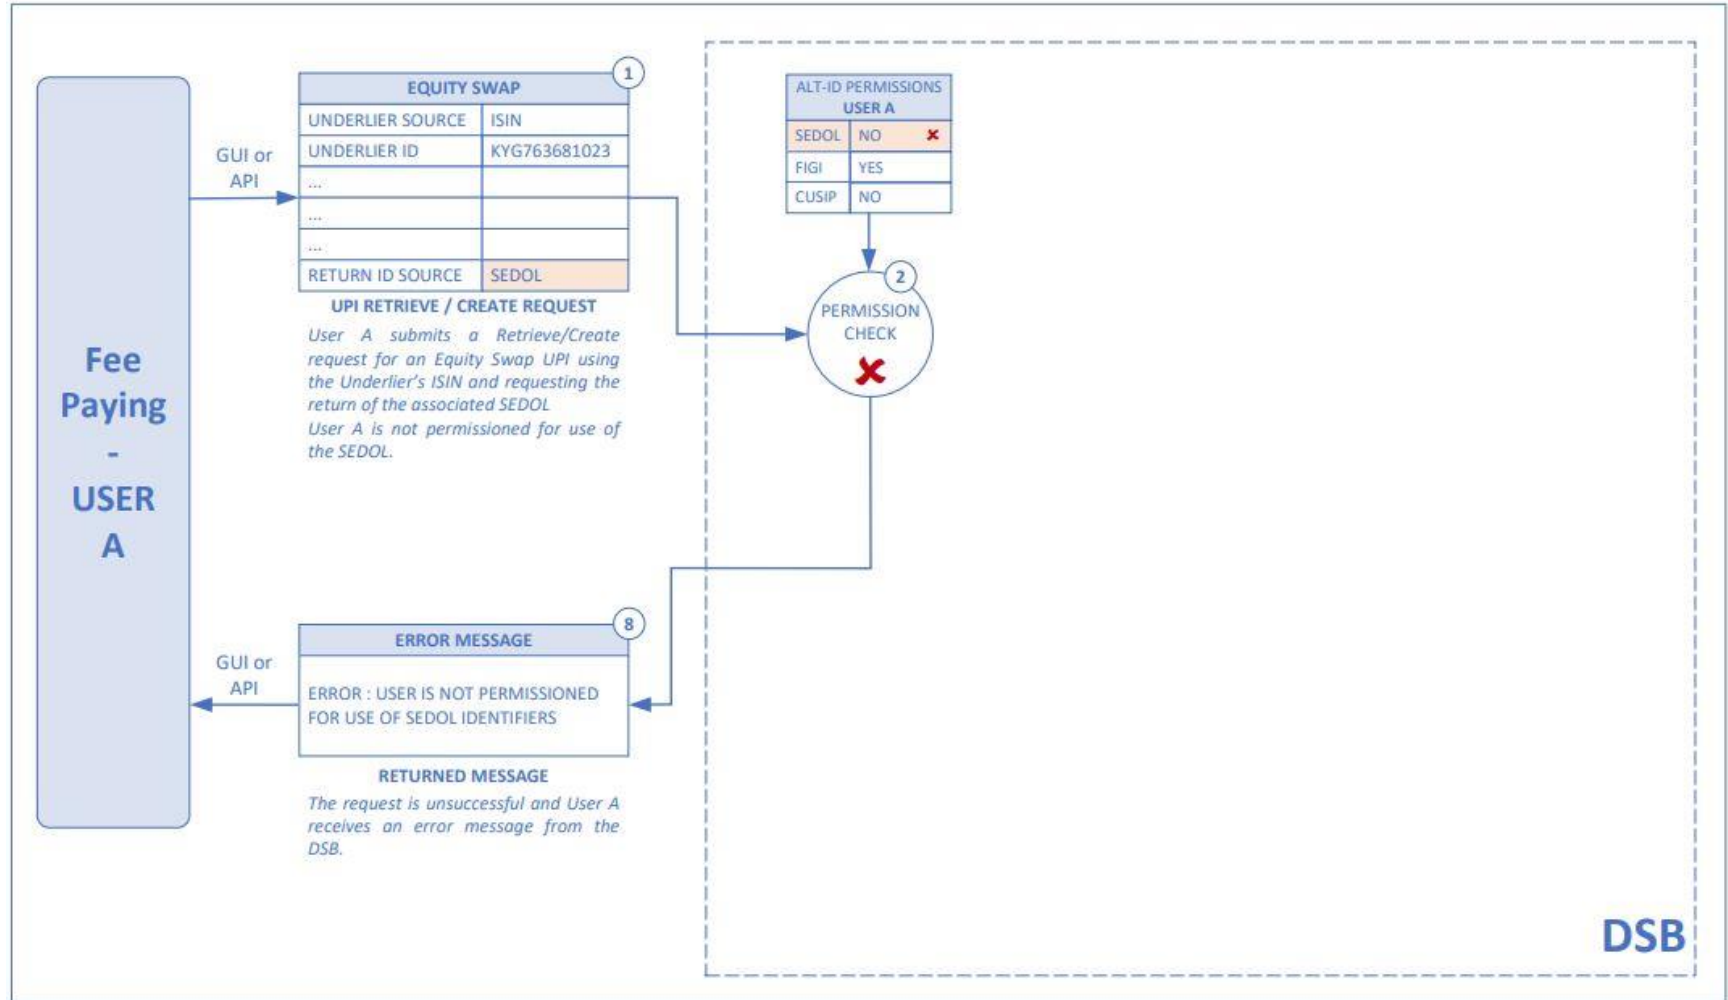 Fee
Paying
-
USER
A
GUI or
API
1
EQUITY SWAP
UNDERLIER SOURCE ISIN
UNDERLIER ID KYG763681023
...
...
...
RETURN ID SOURCE SEDOL
UPI RETRIEVE / CREATE REQUEST
User A submits a Retrieve/Create
request for an Equity Swap UPI using
the Underlier's ISIN and requesting the
return of the associated SEDOL
User A is not permissioned for use of
the SEDOL.
ALT-ID PERMISSIONS
USER A
SEDOL NO ✘
FIGI YES
CUSIP NO
2
PERMISSION
CHECK
✘
GUI or
API
8
ERROR MESSAGE
ERROR : USER IS NOT PERMISSIONED
FOR USE OF SEDOL IDENTIFIERS
RETURNED MESSAGE
The request is unsuccessful and User A
receives an error message from the
DSB.
DSB